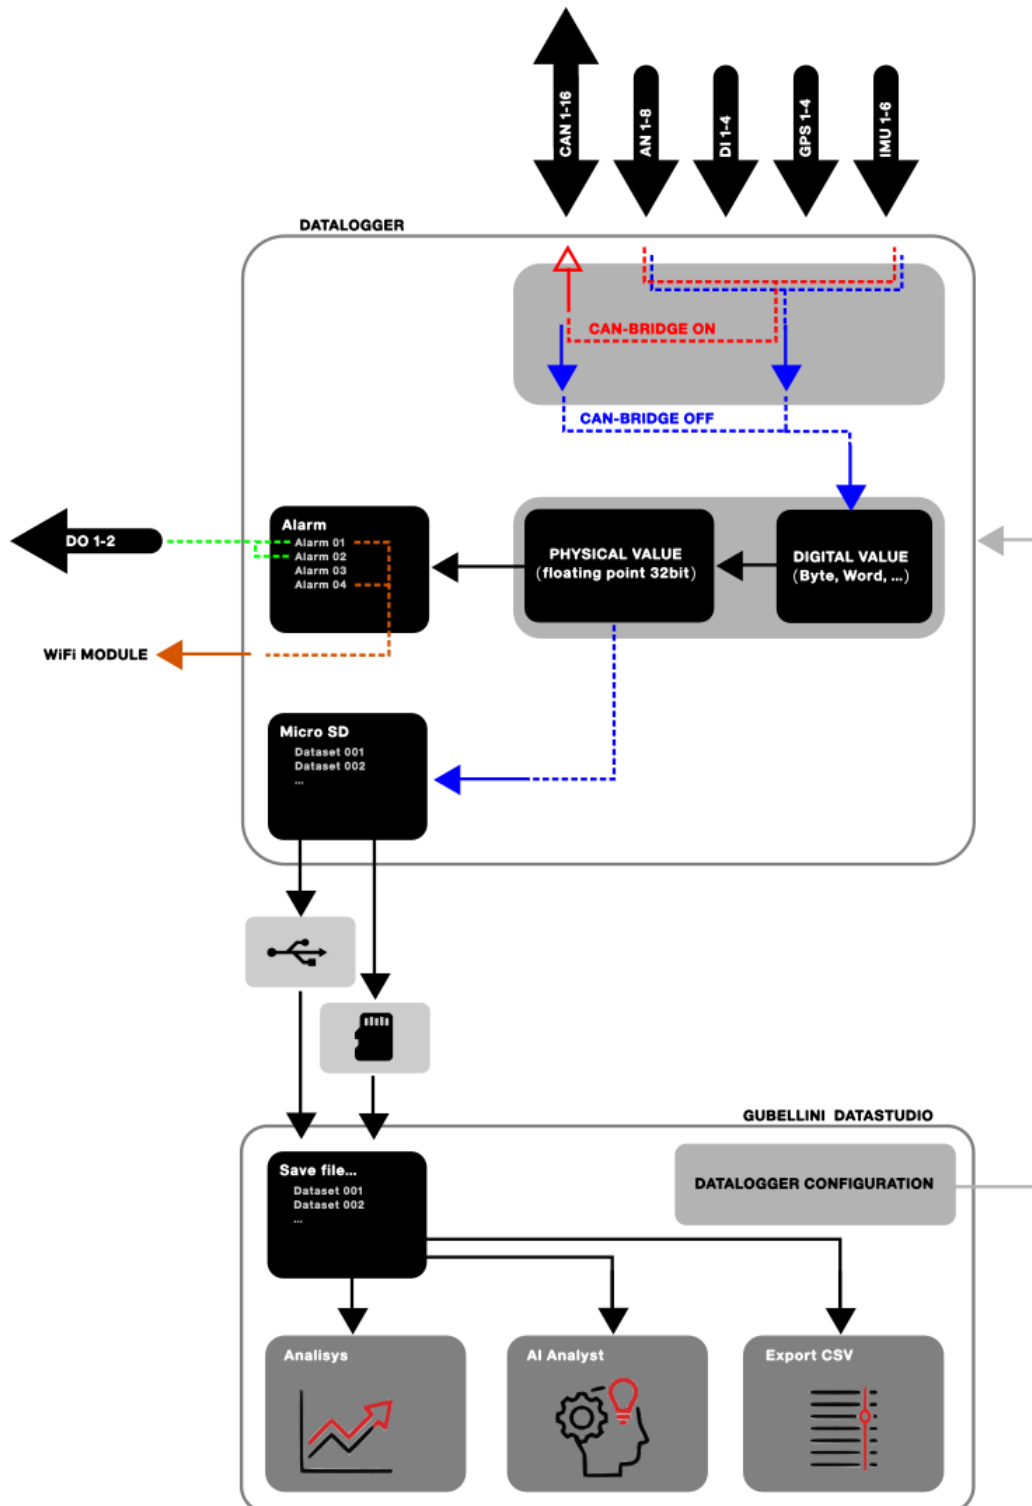 CAN 1-16
AN 1-8
DI 1-4
GPS 1-4
IMU 1-6
DATALOGGER
CAN-BRIDGE ON
CAN-BRIDGE OFF
Alarm
Alarm 01
Alarm 02
Alarm 03
Alarm 04
PHYSICAL VALUE
(floating point 32bit)
DIGITAL VALUE
(Byte, Word, ...)
DO 1-2
WiFi MODULE
Micro SD
Dataset 001
Dataset 002
...
GUBELLINI DATASTUDIO
Save file...
Dataset 001
Dataset 002
...
DATALOGGER CONFIGURATION
Analisys
AI Analyst
Export CSV